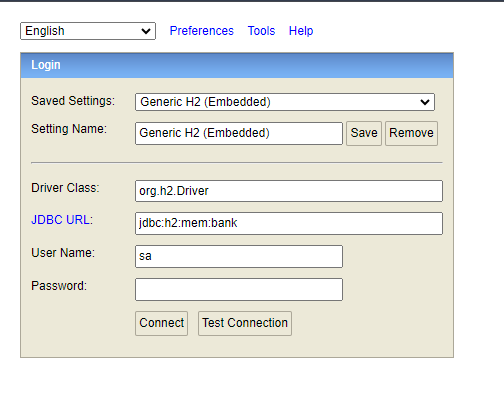 English Preferences Tools Help
Login
Saved Settings: Generic H2 (Embedded)
Setting Name: Generic H2 (Embedded) Save Remove
Driver Class: org.h2.Driver
JDBC URL: jdbc:h2:mem:bank
User Name: sa
Password:
Connect Test Connection